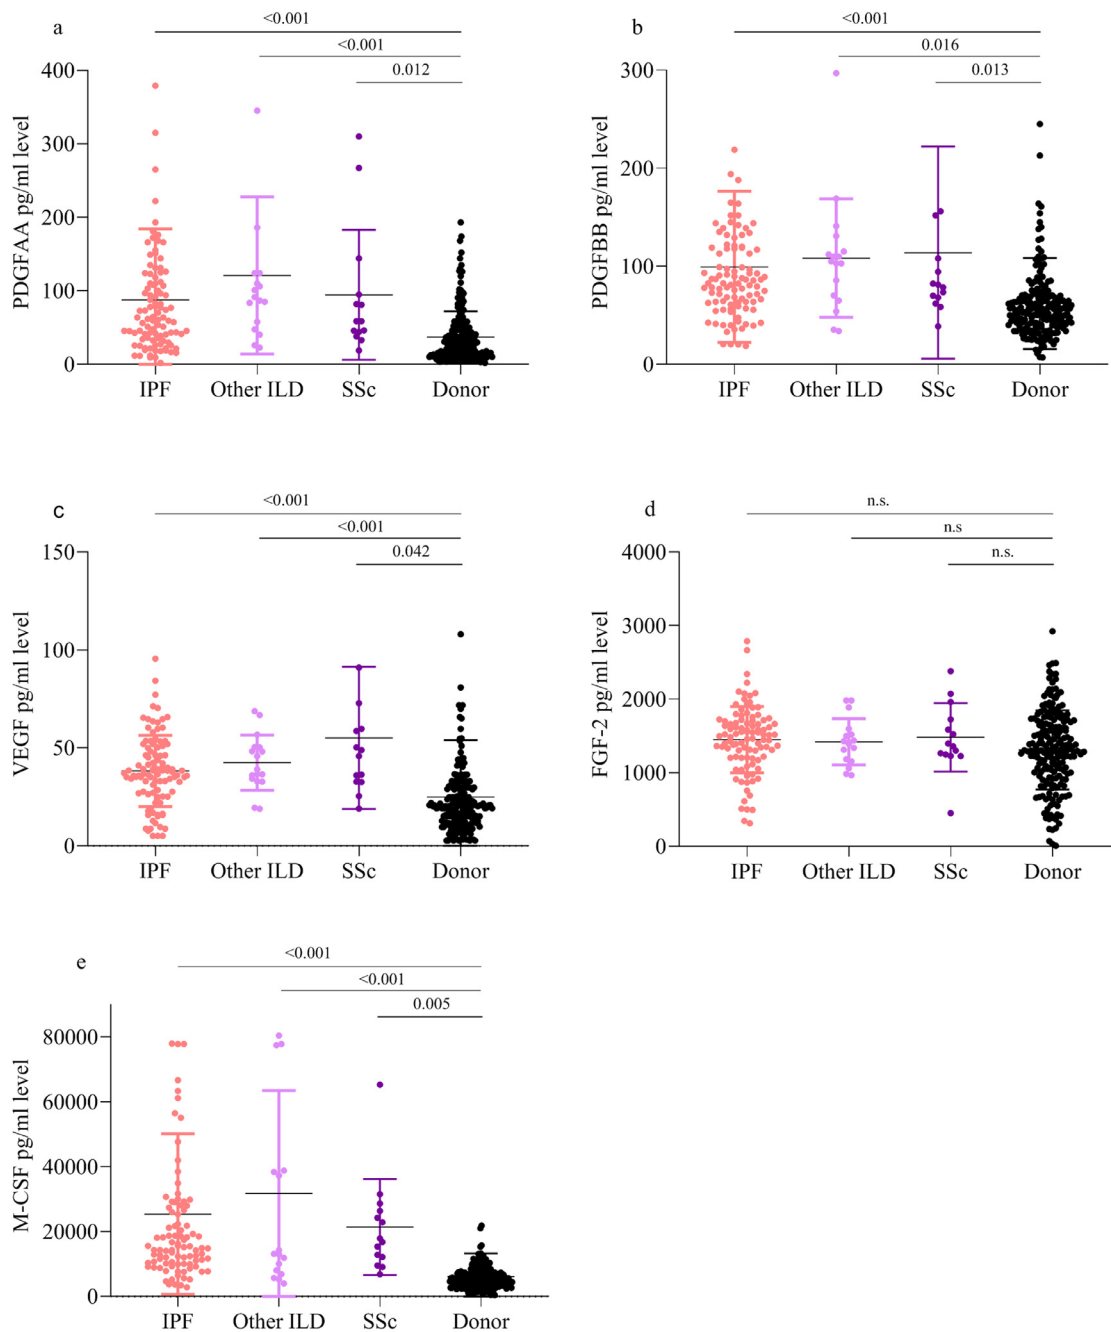 a
<0.001
<0.001
0.012
PDGFAA pg/ml level
400
300
200
100
0
IPF Other ILD SSc Donor
b
<0.001
0.016
0.013
PDGFBB pg/ml level
300
200
100
0
IPF Other ILD SSc Donor
c
<0.001
<0.001
0.042
VEGF pg/ml level
150
100
50
0
IPF Other ILD SSc Donor
d
n.s.
n.s
n.s.
FGF-2 pg/ml level
4000
3000
2000
1000
0
IPF Other ILD SSc Donor
e
<0.001
<0.001
0.005
M-CSF pg/ml level
80000
60000
40000
20000
0
IPF Other ILD SSc Donor